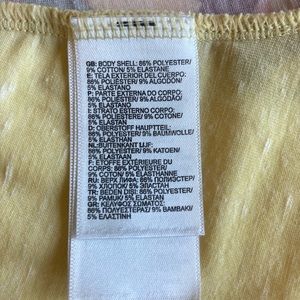 GB: BODY SHELL: 86% POLYESTER/
9% COTTON/ 5% ELASTANE
E: TELA EXTERIOR DEL CUERPO:
86% POLIÉSTER/ 9% ALGODÓN/
5% ELASTANO
P: PARTE EXTERNA DO CORPO:
86% POLIÉSTER/ 9% ALGODÃO/
5% ELASTANO
I: STRATO ESTERNO CORPO:
86% POLIESTERE/ 9% COTONE/
5% ELASTAN
D: OBERSTOFF HAUPTTEIL:
86% POLYESTER/ 9% BAUMWOLLE/
5% ELASTHAN
NL: BUITENKANT LIJF:
86% POLYESTER/ 9% KATOEN/
5% ELASTAAN
F: ETOFFE EXTÉRIEURE DU
CORPS: 86% POLYESTER/
9% COTON/ 5% ELASTHANNE
RU: ВЕРХ ЛИФА: 86% ПОЛИЭСТЕР/
9% ХЛОПОК/ 5% ЭЛАСТАН
TR: BEDEN DISI: 86% POLYESTER/
9% PAMUK/ 5% ELASTAN
GR: ΚΕΛΥΦΟΣ ΣΩΜΑΤΟΣ:
86% ΠΟΛΥΕΣΤΕΡΑΣ/ 9% ΒΑΜΒΑΚΙ/
5% ΕΛΑΣΤΙΝΗ